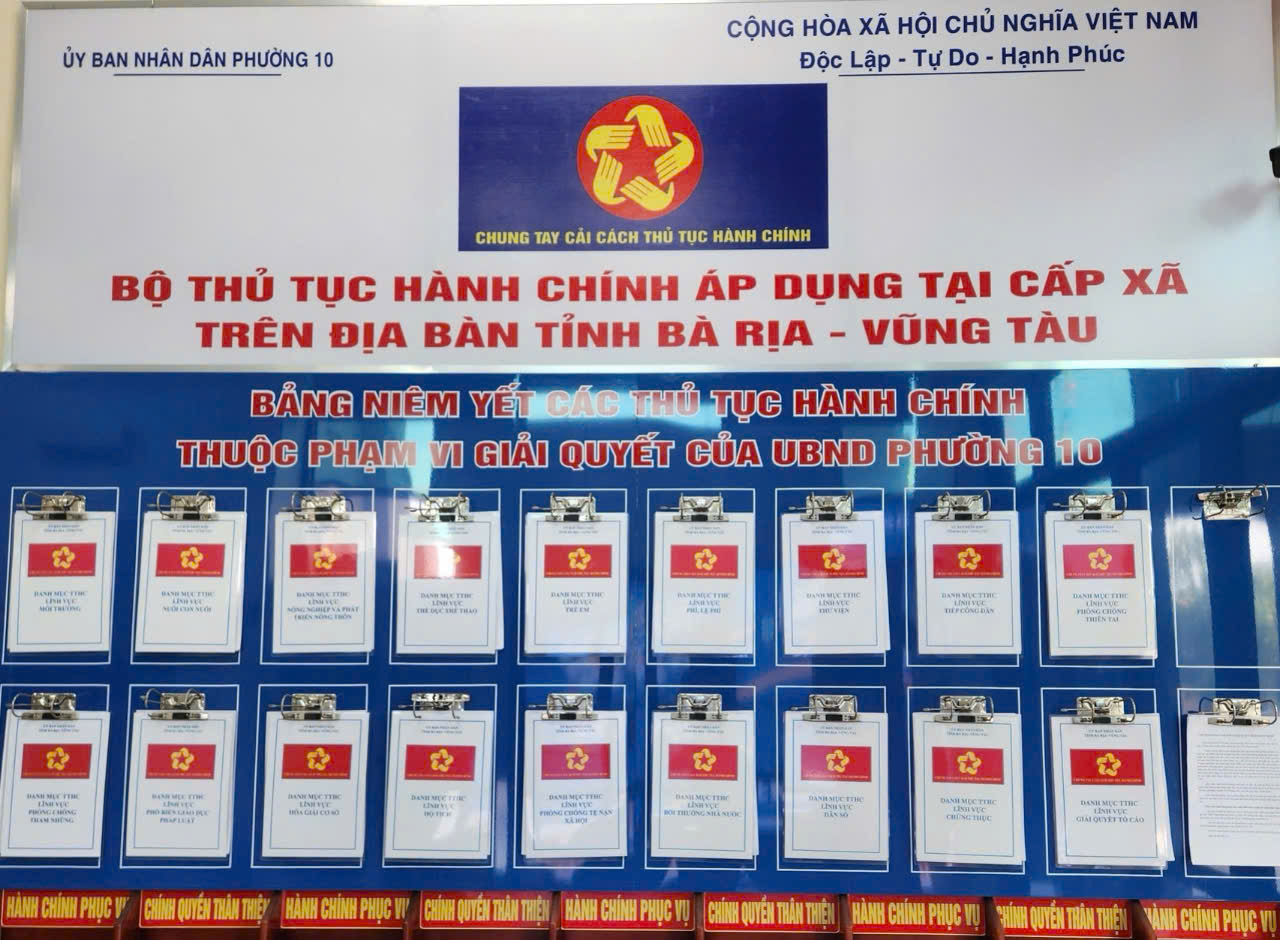 ỦY BAN NHÂN DÂN PHƯỜNG 10
CỘNG HÒA XÃ HỘI CHỦ NGHĨA VIỆT NAM
Độc Lập - Tự Do - Hạnh Phúc
CHUNG TAY CẢI CÁCH THỦ TỤC HÀNH CHÍNH
BỘ THỦ TỤC HÀNH CHÍNH ÁP DỤNG TẠI CẤP XÃ
TRÊN ĐỊA BÀN TỈNH BÀ RỊA - VŨNG TÀU
BẢNG NIÊM YẾT CÁC THỦ TỤC HÀNH CHÍNH
THUỘC PHẠM VI GIẢI QUYẾT CỦA UBND PHƯỜNG 10
DANH MỤC TTHC
LĨNH VỰC
MÔI TRƯỜNG
DANH MỤC TTHC
LĨNH VỰC
NUÔI CON NUÔI
DANH MỤC TTHC
LĨNH VỰC
NÔNG NGHIỆP VÀ PHÁT
TRIỂN NÔNG THÔN
DANH MỤC TTHC
LĨNH VỰC
THỂ DỤC THỂ THAO
DANH MỤC TTHC
LĨNH VỰC
TRẺ EM
DANH MỤC TTHC
LĨNH VỰC
PHÍ, LỆ PHÍ
DANH MỤC TTHC
LĨNH VỰC
THƯ VIỆN
DANH MỤC TTHC
LĨNH VỰC
TIẾP CÔNG DÂN
DANH MỤC TTHC
LĨNH VỰC
PHÒNG CHỐNG
THIÊN TAI
DANH MỤC TTHC
LĨNH VỰC
PHÒNG CHỐNG
THAM NHŨNG
DANH MỤC TTHC
LĨNH VỰC
PHỔ BIẾN GIÁO DỤC
PHÁP LUẬT
DANH MỤC TTHC
LĨNH VỰC
HÒA GIẢI CƠ SỞ
DANH MỤC TTHC
LĨNH VỰC
HỘ TỊCH
DANH MỤC TTHC
LĨNH VỰC
PHÒNG CHỐNG TỆ NẠN
XÃ HỘI
DANH MỤC TTHC
LĨNH VỰC
BỒI THƯỜNG NHÀ NƯỚC
DANH MỤC TTHC
LĨNH VỰC
DÂN SỐ
DANH MỤC TTHC
LĨNH VỰC
CHỨNG THỰC
DANH MỤC TTHC
LĨNH VỰC
GIẢI QUYẾT TỐ CÁO
HÀNH CHÍNH PHỤC VỤ
CHÍNH QUYỀN THÂN THIỆN
HÀNH CHÍNH PHỤC VỤ
CHÍNH QUYỀN THÂN THIỆN
HÀNH CHÍNH PHỤC VỤ
CHÍNH QUYỀN THÂN THIỆN
HÀNH CHÍNH PHỤC VỤ
CHÍNH QUYỀN THÂN THIỆN
HÀNH CHÍNH PHỤC VỤ